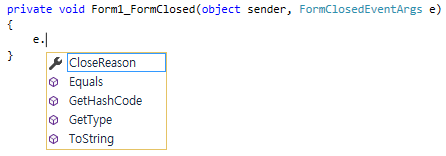 private void Form1_FormClosed(object sender, FormClosedEventArgs e)
{
    e.
CloseReason
Equals
GetHashCode
GetType
ToString
}